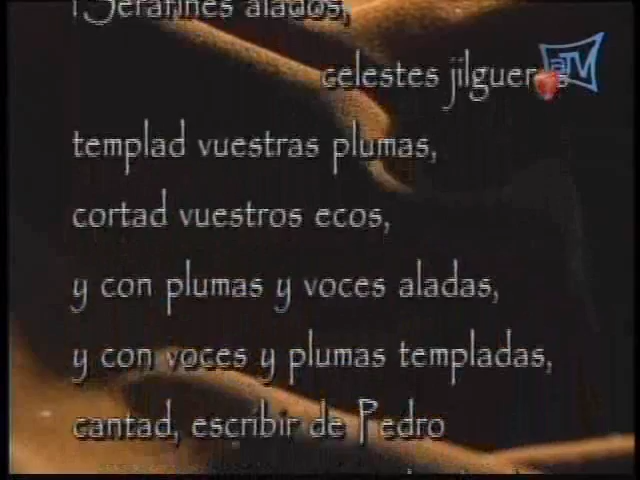 ¡Serafines alados,
celestes jilgueros
templad vuestras plumas,
cortad vuestros ecos,
y con plumas y voces aladas,
y con voces y plumas templadas,
cantad, escribir de Pedro
aTV